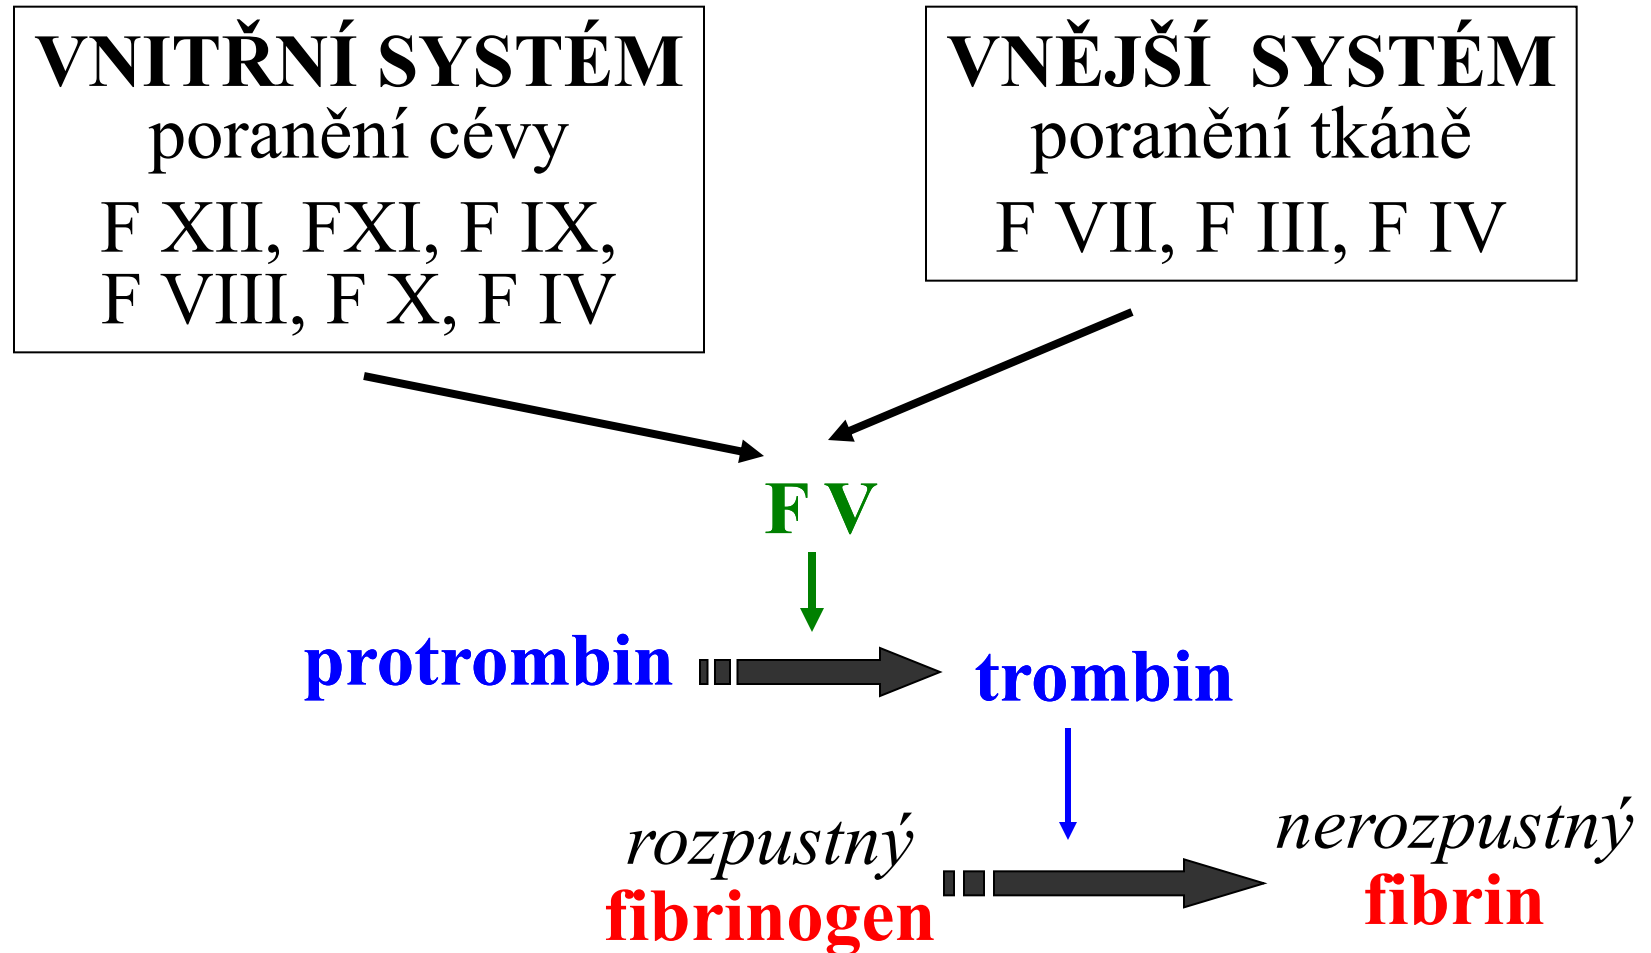 VNITŘNÍ SYSTÉM
poranění cévy
F XII, FXI, F IX,
F VIII, F X, F IV
VNĚJŠÍ SYSTÉM
poranění tkáně
F VII, F III, F IV
F V
protrombin
trombin
rozpustný
fibrinogen
nerozpustný
fibrin